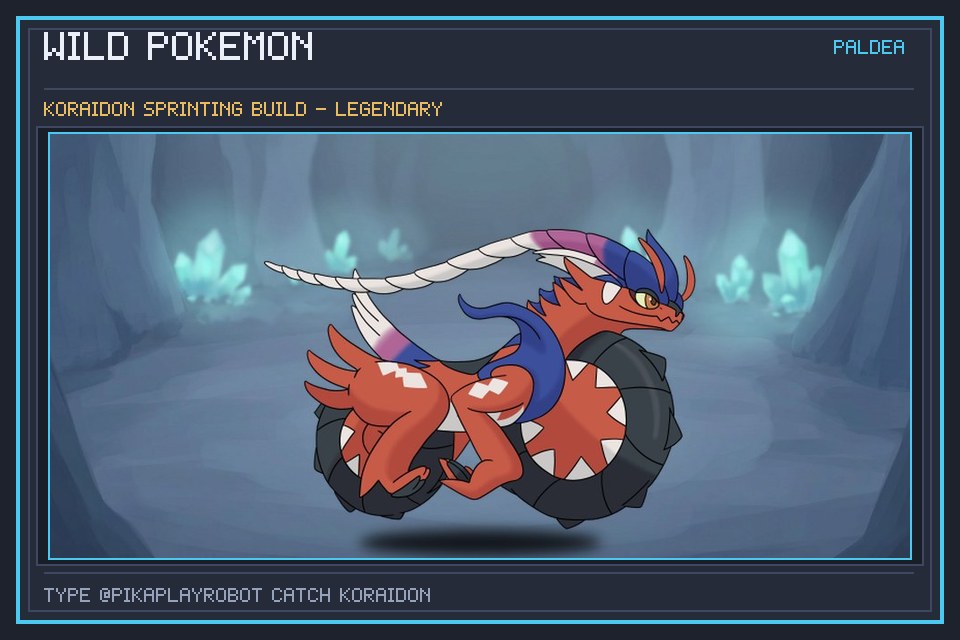 WILD POKEMON
PALDEA
KORAIDON SPRINTING BUILD - LEGENDARY
TYPE @PIKAPLAYROBOT CATCH KORAIDON